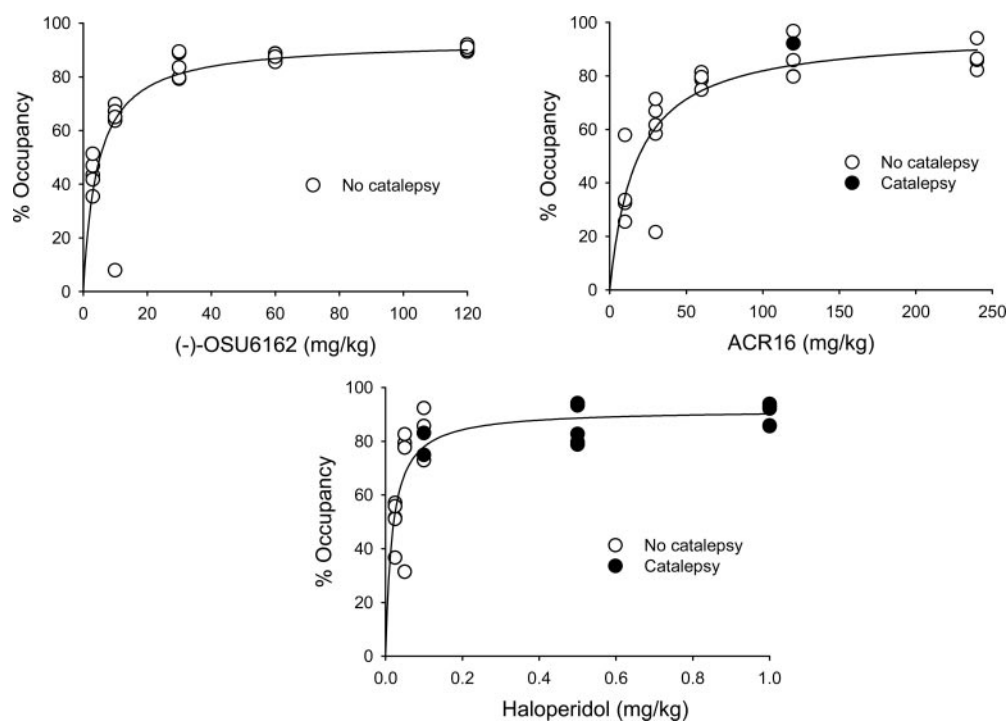 % Occupancy
100
80
60
40
20
0
No catalepsy
0 20 40 60 80 100 120
(-)-OSU6162 (mg/kg)
% Occupancy
100
80
60
40
20
0
No catalepsy
Catalepsy
0 50 100 150 200 250
ACR16 (mg/kg)
% Occupancy
100
80
60
40
20
0
No catalepsy
Catalepsy
0.0 0.2 0.4 0.6 0.8 1.0
Haloperidol (mg/kg)